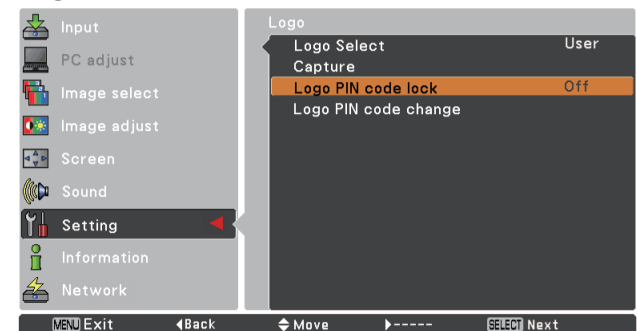 Input
PC adjust
Image select
Image adjust
Screen
Sound
Setting
Information
Network
Logo
Logo Select User
Capture
Logo PIN code lock Off
Logo PIN code change
MENU Exit ◀Back Move ▶----- SELECT Next